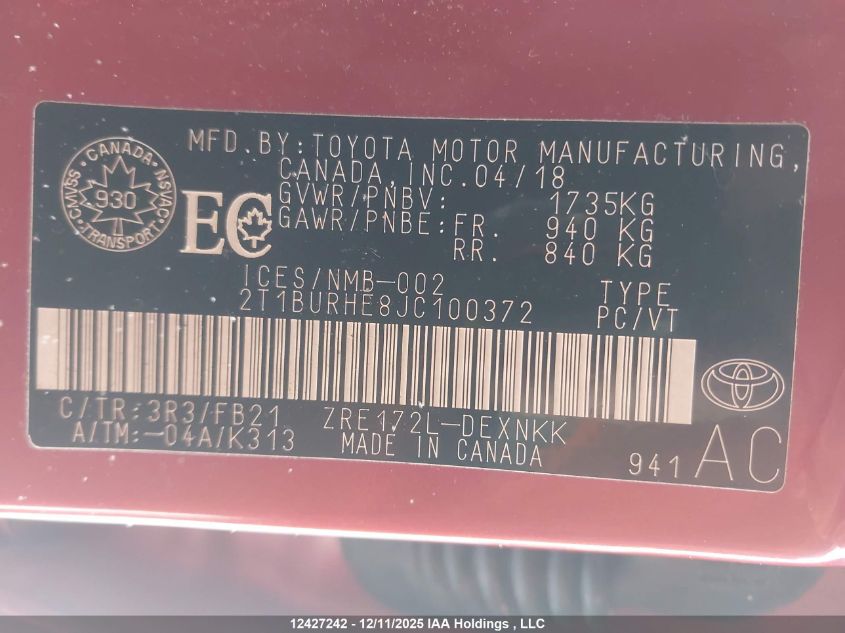 MFD. BY: TOYOTA MOTOR MANUFACTURING,
CANADA, INC. 04/18
GVWR/PNBV: 1735KG
GAWR/PNBE: FR. 940 KG
RR. 840 KG
CANADA
CMVSS 930 NSVAC
TRANSPORT
EC
ICES/NMB-002 TYPE
2T1BURHE8JC100372 PC/VT
C/TR: 3R3/FB21 ZRE172L-DEXNKK
A/TM:-04A/K313 MADE IN CANADA
941 AC
12427242 - 12/11/2025 IAA Holdings , LLC